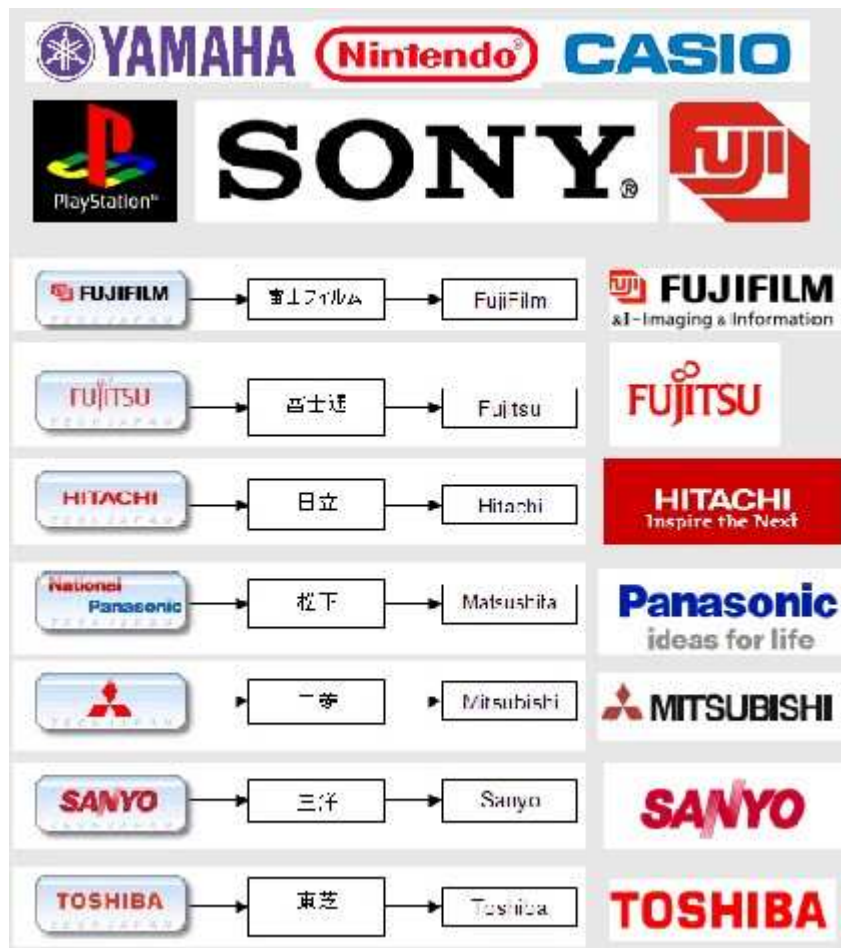 YAMAHA Nintendo® CASIO
PlayStation SONY® FUJI
FUJIFILM 富士フィルム FujiFilm FUJI FUJIFILM
&I-Imaging & Information
FUJITSU 富士通 Fujitsu FUJITSU
HITACHI 日立 Hitachi HITACHI
Inspire the Next
National
Panasonic 松下 Matsushita Panasonic
ideas for life
Mitsubishi MITSUBISHI
SANYO 三洋 Sanyo SANYO
TOSHIBA 東芝 Toshiba TOSHIBA